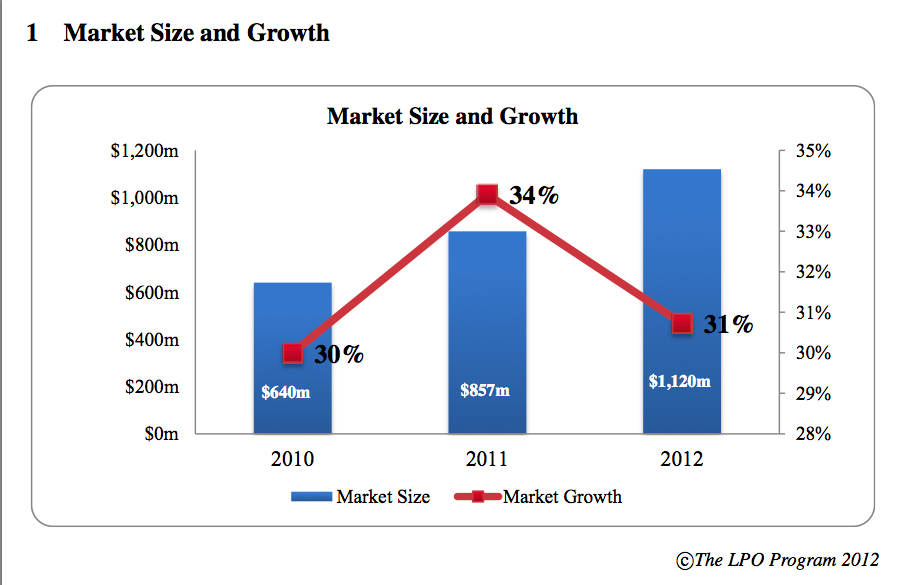 1 Market Size and Growth
Market Size and Growth
$1,200m
$1,000m
$800m
$600m
$400m
$200m
$0m
35%
34%
33%
32%
31%
30%
29%
28%
30%
34%
31%
$640m
$857m
$1,120m
2010 2011 2012
Market Size Market Growth
©The LPO Program 2012